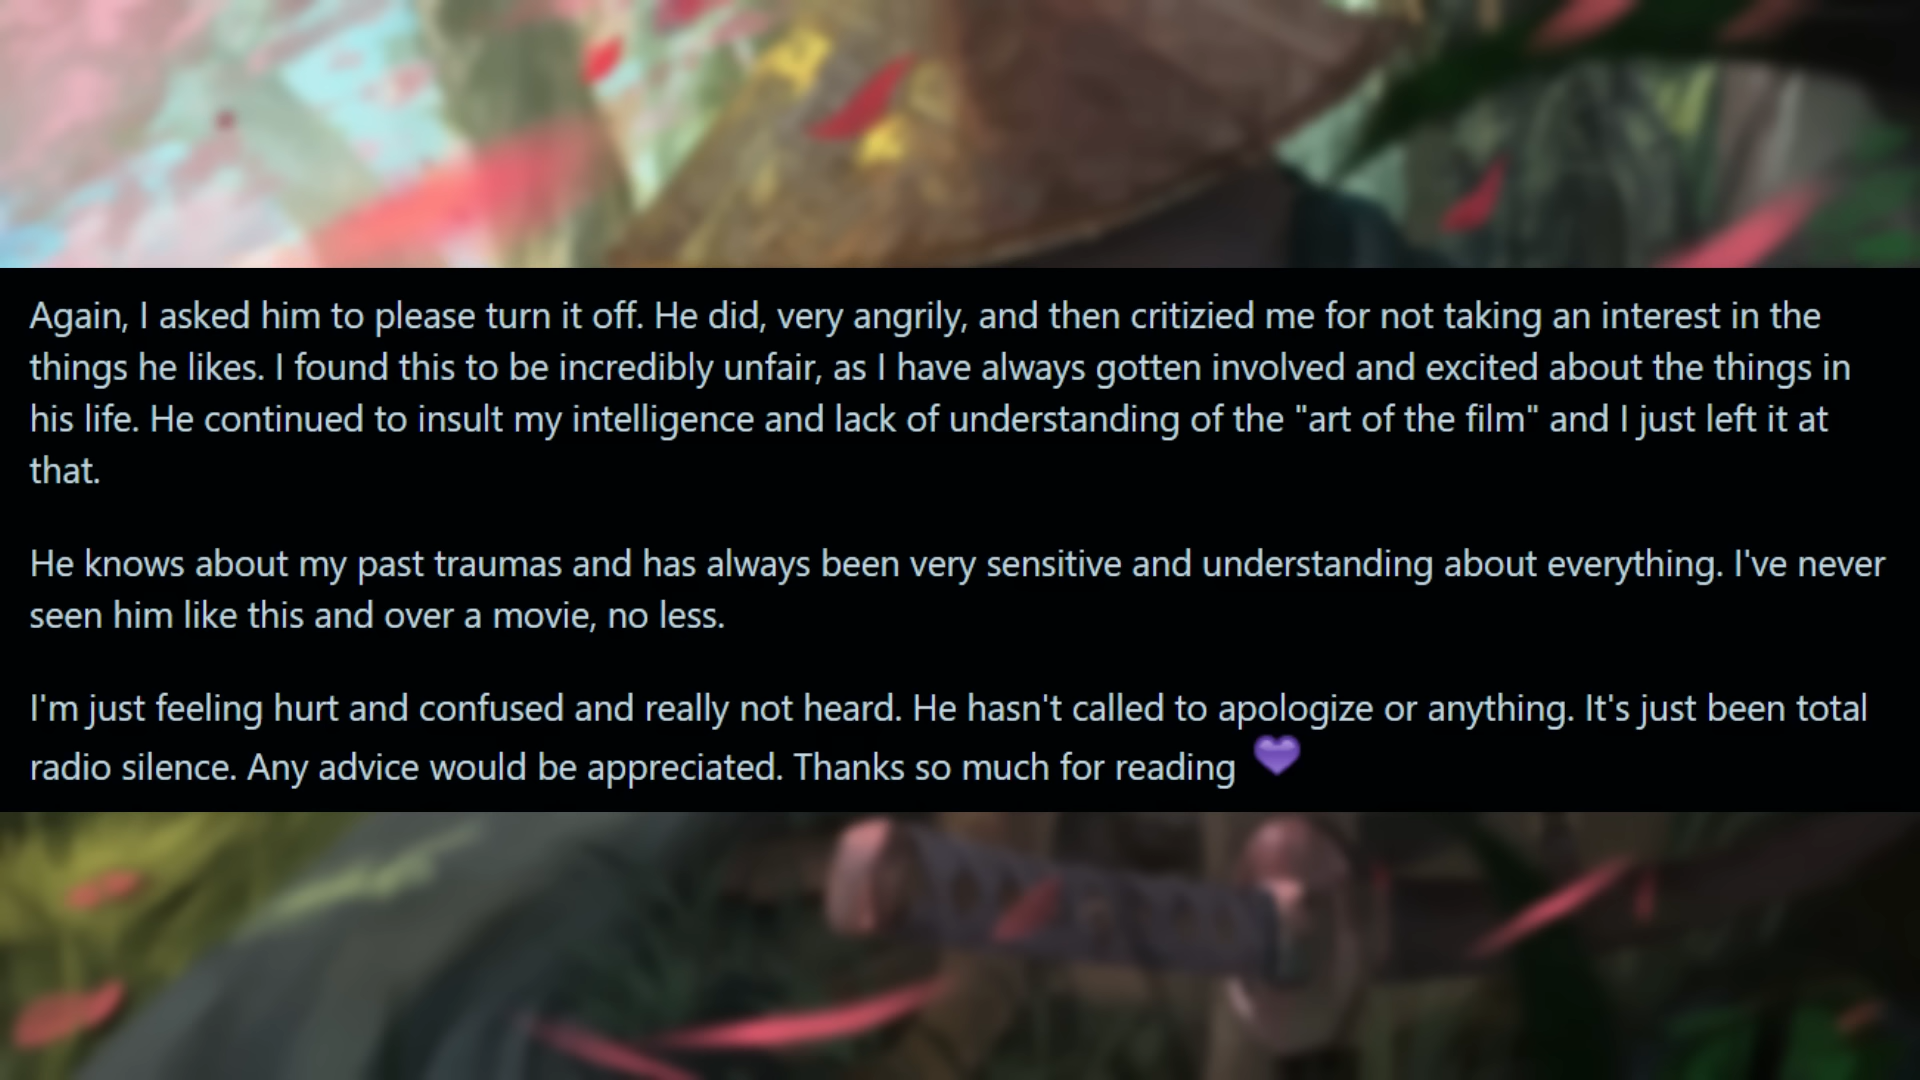 Again, I asked him to please turn it off. He did, very angrily, and then critizied me for not taking an interest in the
things he likes. I found this to be incredibly unfair, as I have always gotten involved and excited about the things in
his life. He continued to insult my intelligence and lack of understanding of the "art of the film" and I just left it at
that.
He knows about my past traumas and has always been very sensitive and understanding about everything. I've never
seen him like this and over a movie, no less.
I'm just feeling hurt and confused and really not heard. He hasn't called to apologize or anything. It's just been total
radio silence. Any advice would be appreciated. Thanks so much for reading 💜